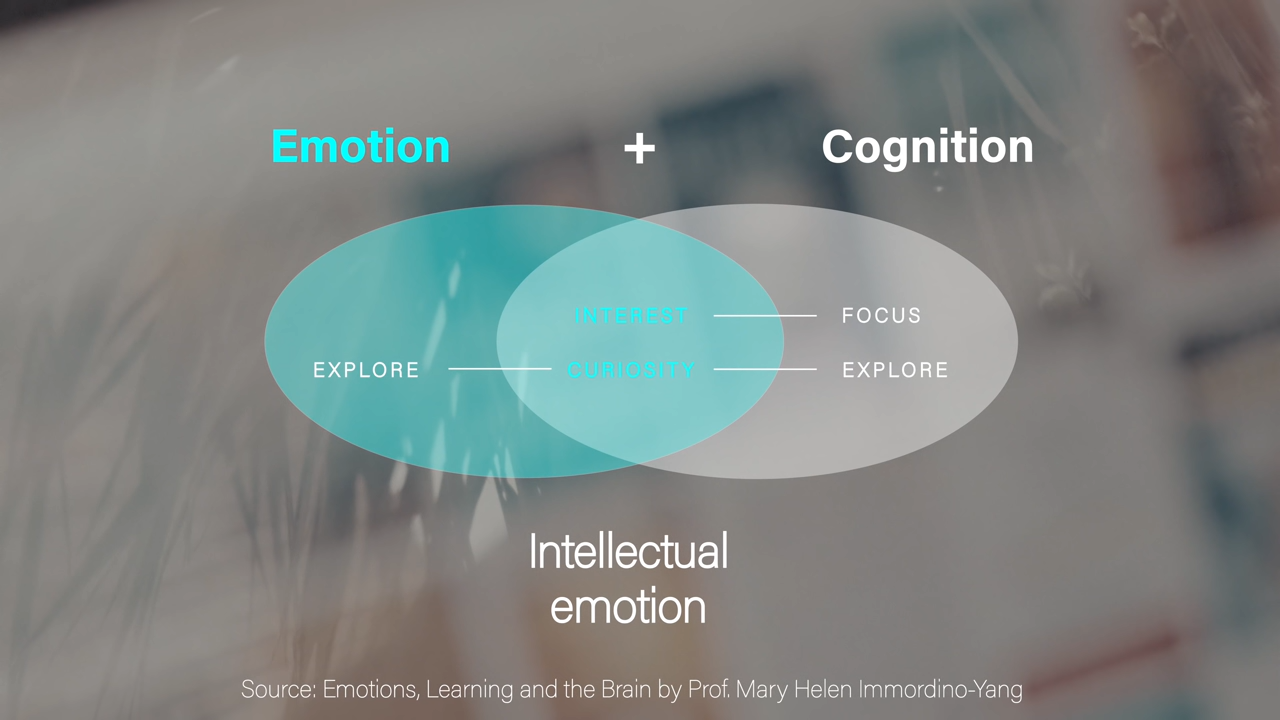 Emotion + Cognition
INTEREST FOCUS
EXPLORE CURIOSITY EXPLORE
Intellectual
emotion
Source: Emotions, Learning and the Brain by Prof. Mary Helen Immordino-Yang